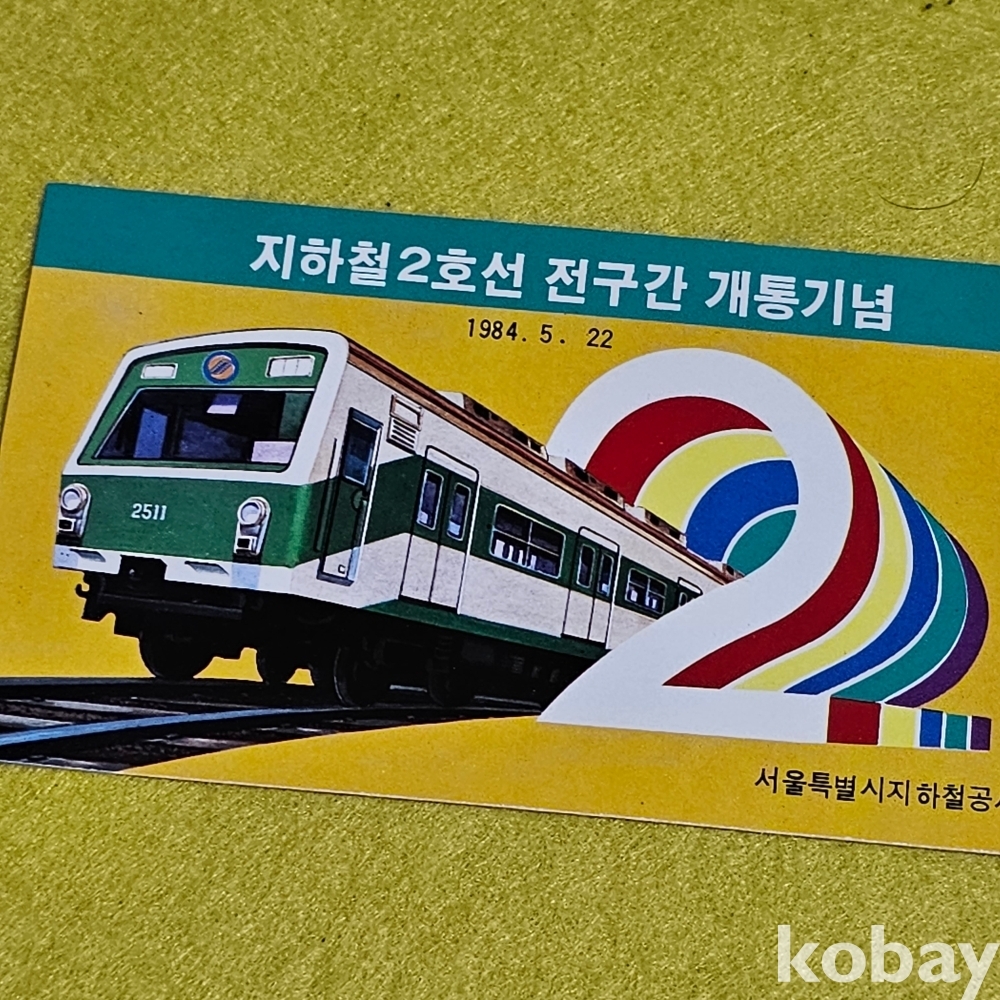 지하철2호선 전구간 개통기념
1984. 5. 22
2511
2
서울특별시지하철공
kobay